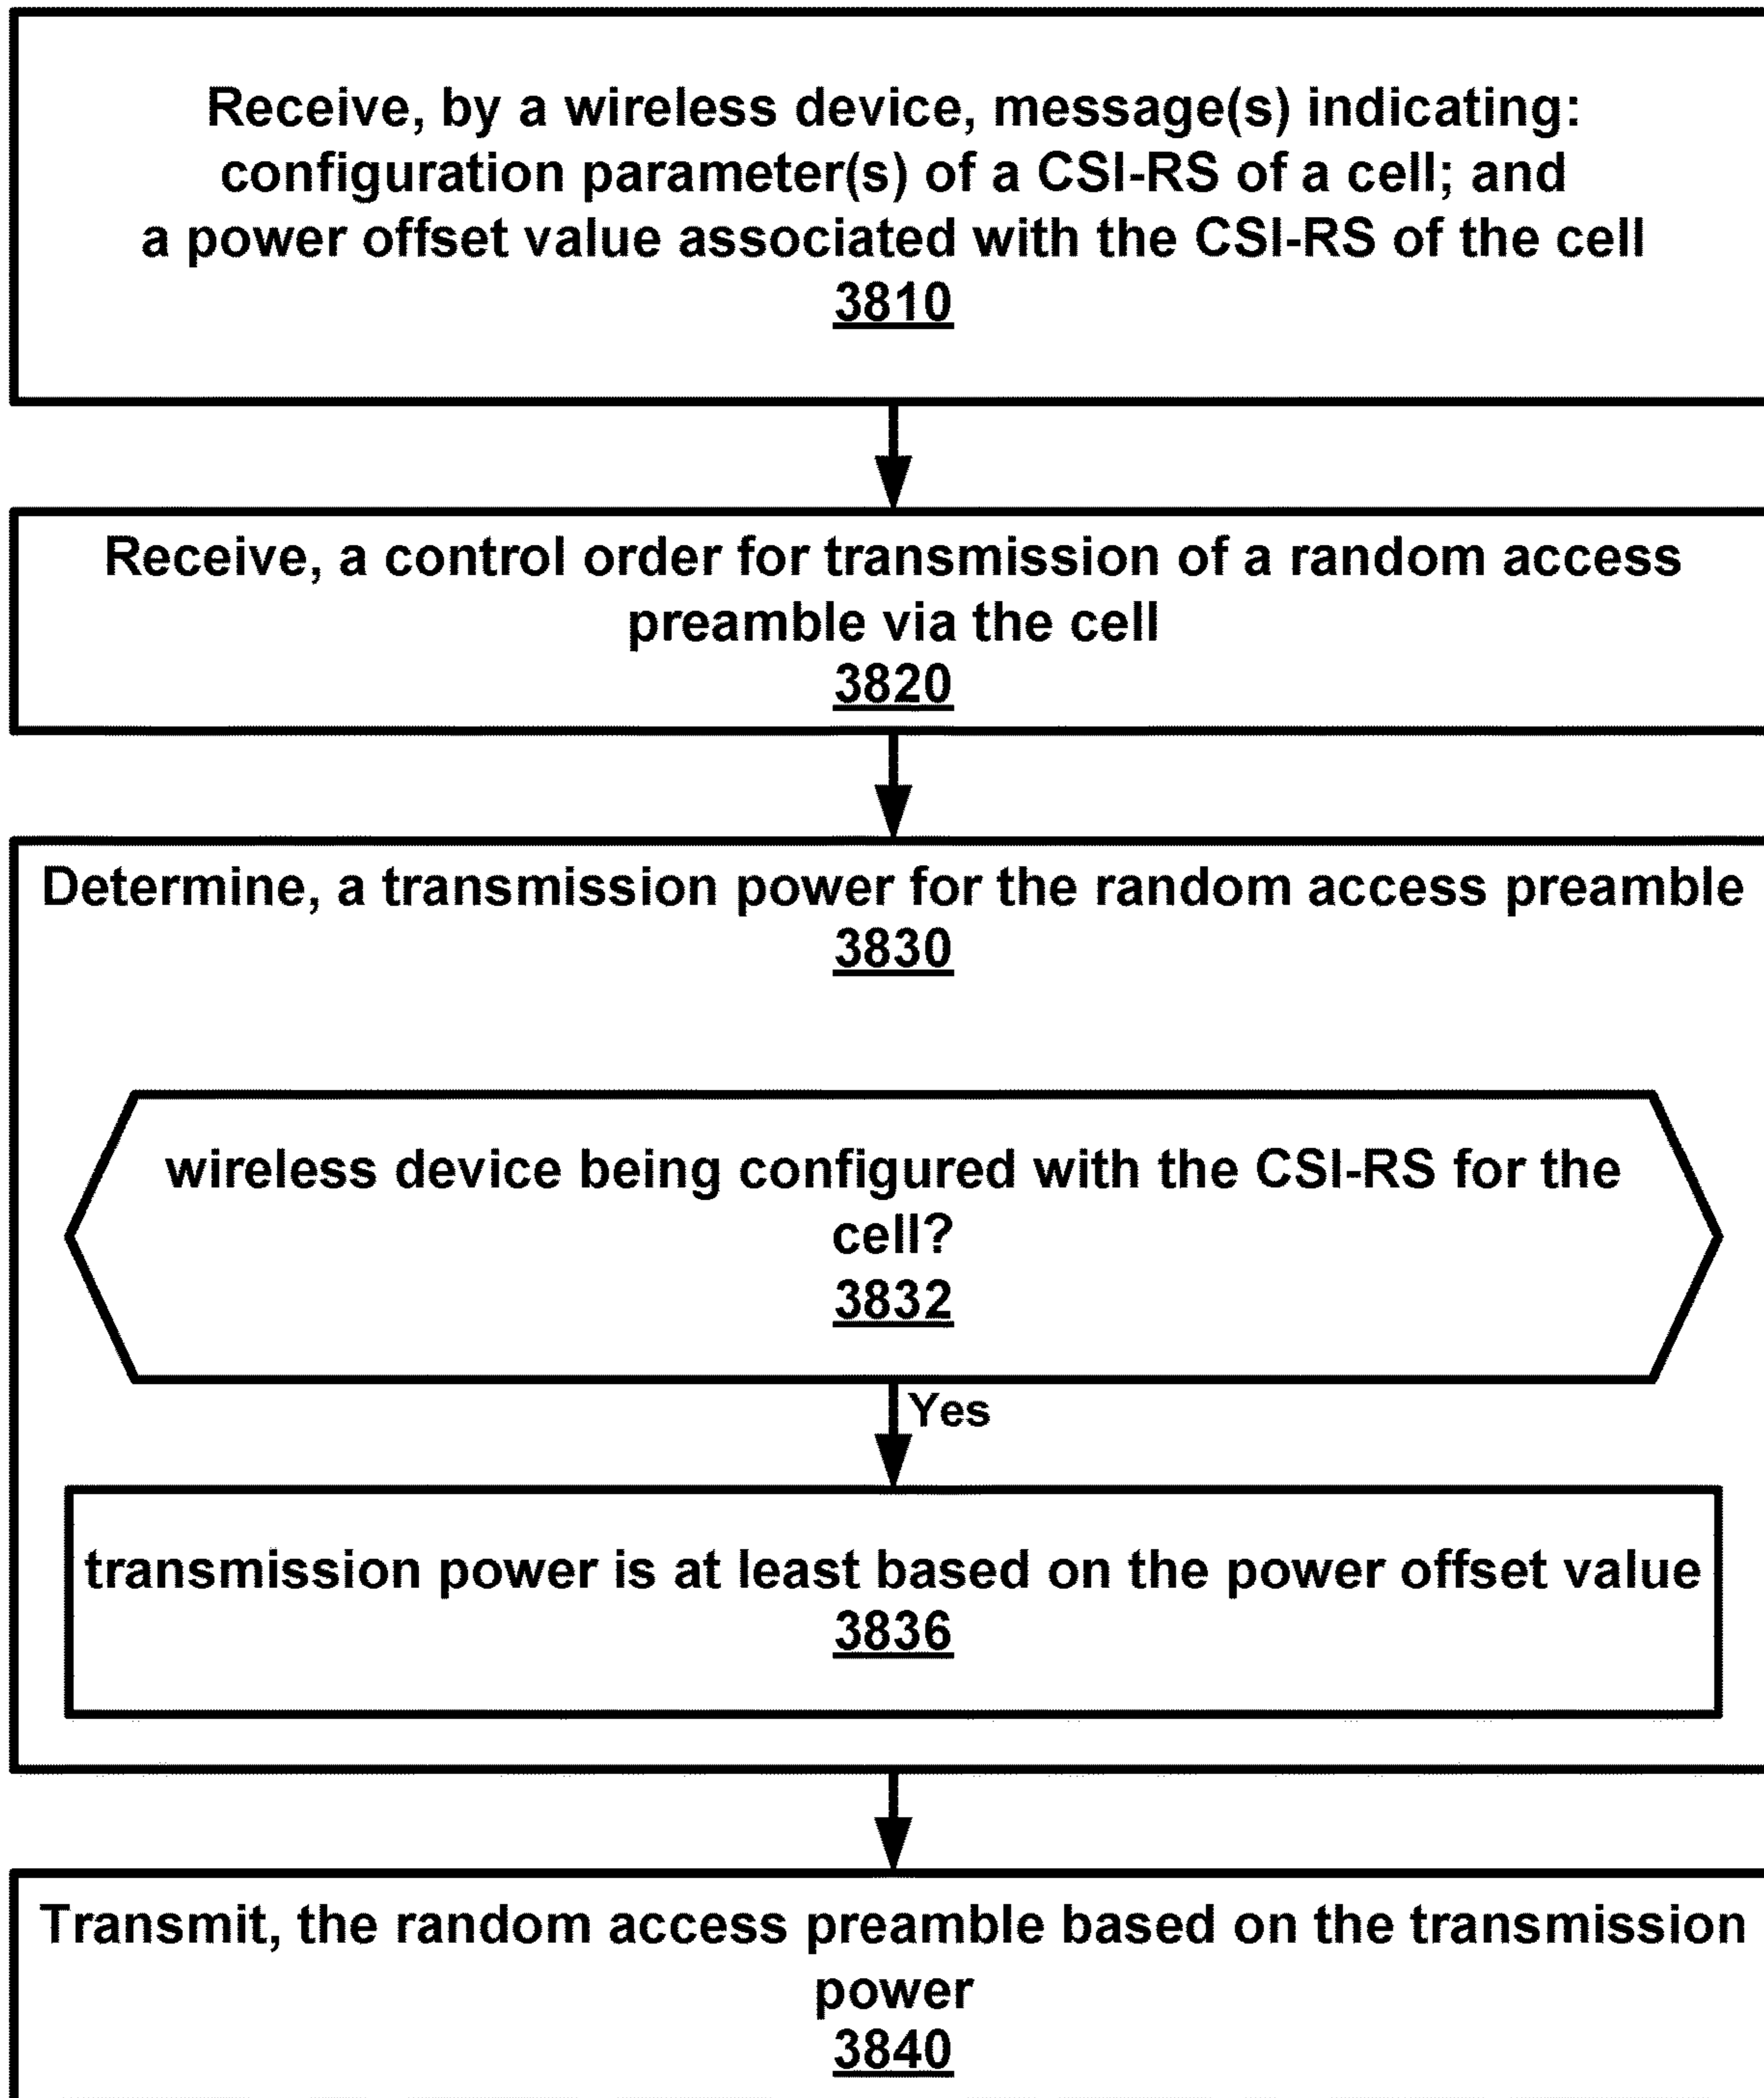 Receive, by a wireless device, message(s) indicating:
configuration parameter(s) of a CSI-RS of a cell; and
a power offset value associated with the CSI-RS of the cell
3810
Receive, a control order for transmission of a random access
preamble via the cell
3820
Determine, a transmission power for the random access preamble
3830
wireless device being configured with the CSI-RS for the
cell?
3832
Yes
transmission power is at least based on the power offset value
3836
Transmit, the random access preamble based on the transmission
power
3840